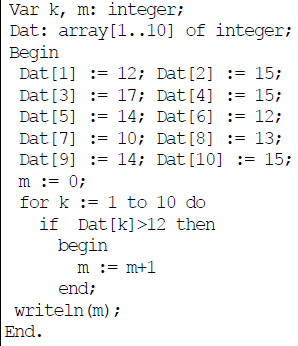 Var k, m: integer;
Dat: array[1..10] of integer;
Begin
Dat[1] := 12; Dat[2] := 15;
Dat[3] := 17; Dat[4] := 15;
Dat[5] := 14; Dat[6] := 12;
Dat[7] := 10; Dat[8] := 13;
Dat[9] := 14; Dat[10] := 15;
m := 0;
for k := 1 to 10 do
if Dat[k]>12 then
begin
m := m+1
end;
writeln(m);
End.